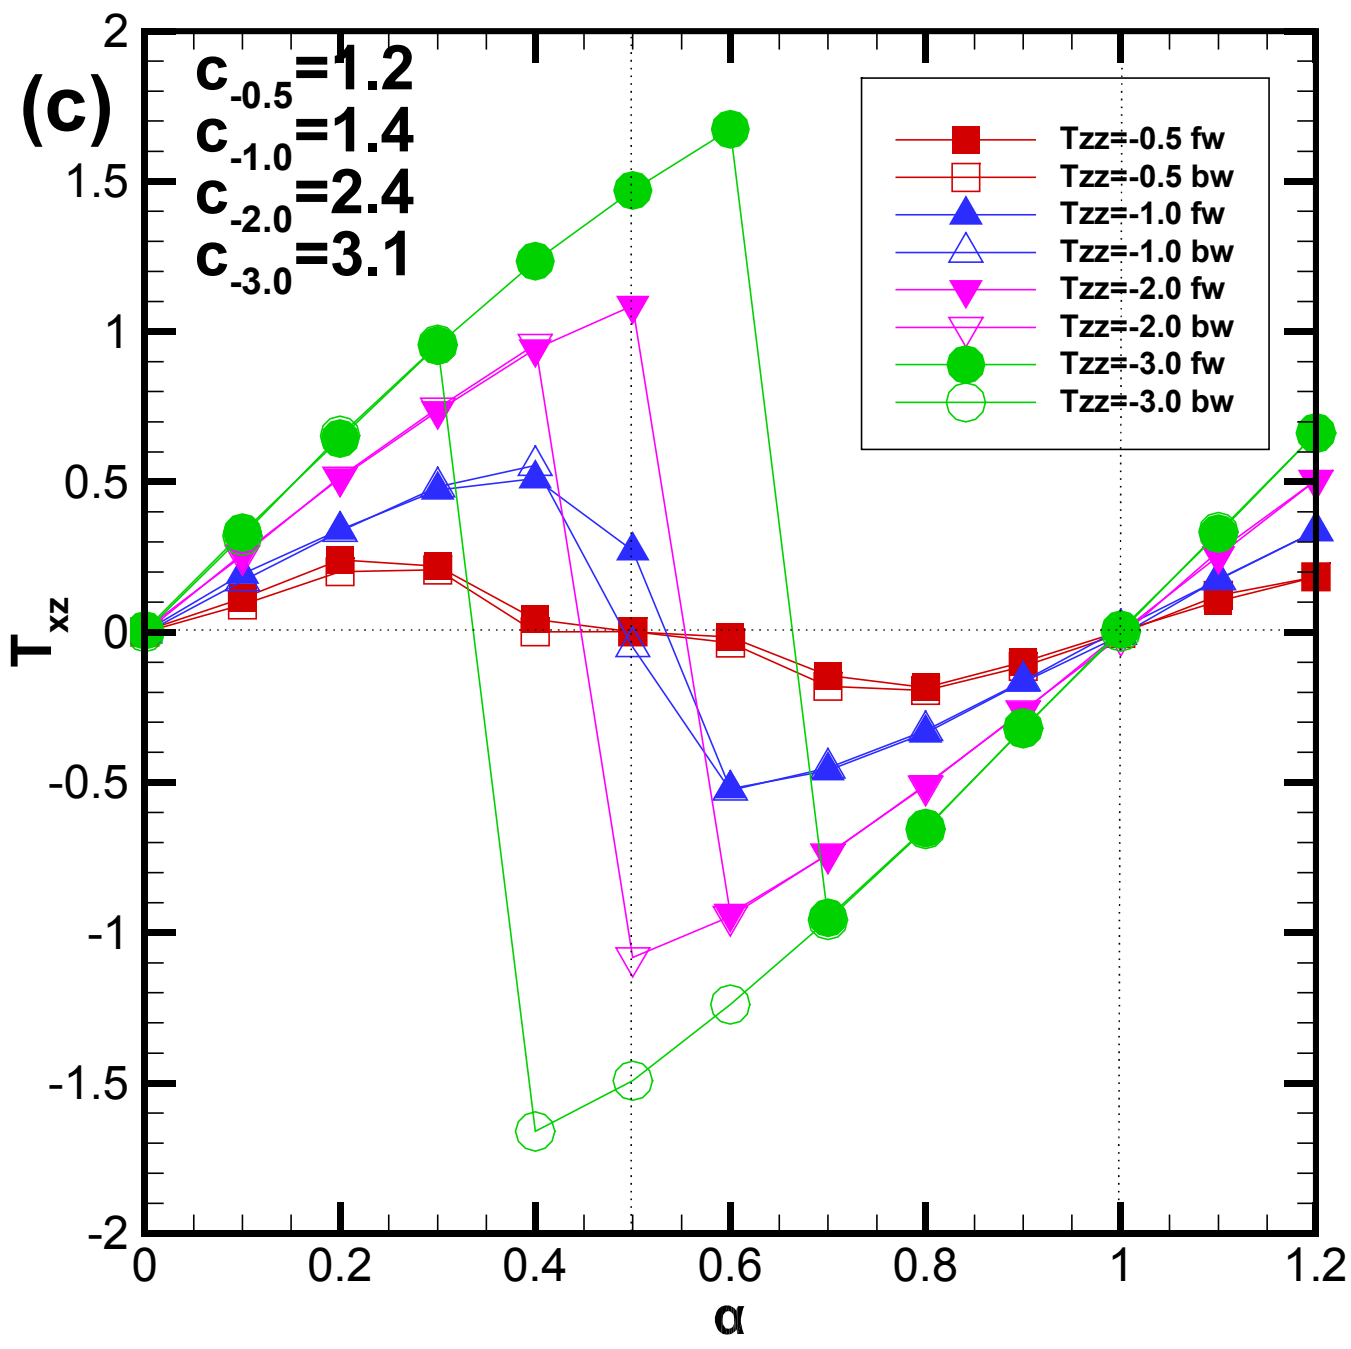 (c)
c-0.5=1.2
c-1.0=1.4
c-2.0=2.4
c-3.0=3.1
Tzz=-0.5 fw
Tzz=-0.5 bw
Tzz=-1.0 fw
Tzz=-1.0 bw
Tzz=-2.0 fw
Tzz=-2.0 bw
Tzz=-3.0 fw
Tzz=-3.0 bw
2
1.5
1
0.5
0
-0.5
-1
-1.5
-2
Txz
0 0.2 0.4 0.6 0.8 1 1.2
α